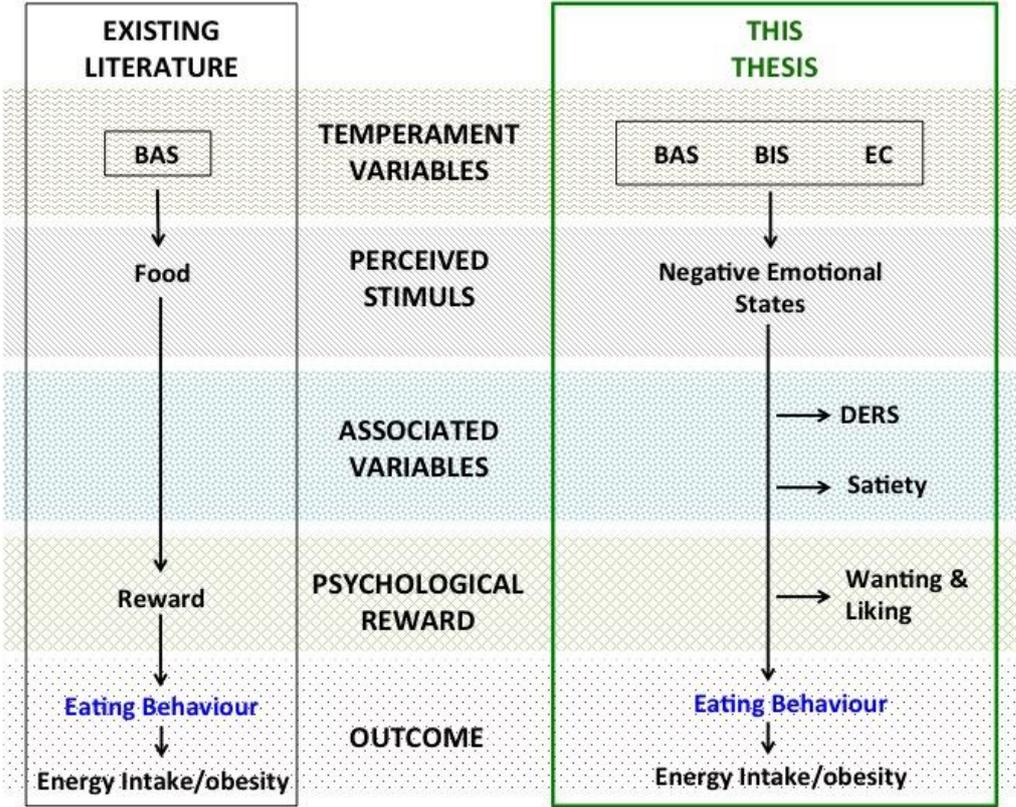 EXISTING
LITERATURE
THIS
THESIS
TEMPERAMENT
VARIABLES
BAS
BAS BIS EC
PERCEIVED
STIMULS
Food
Negative Emotional
States
ASSOCIATED
VARIABLES
DERS
Satiety
PSYCHOLOGICAL
REWARD
Reward
Wanting &
Liking
Eating Behaviour
Eating Behaviour
OUTCOME
Energy Intake/obesity
Energy Intake/obesity